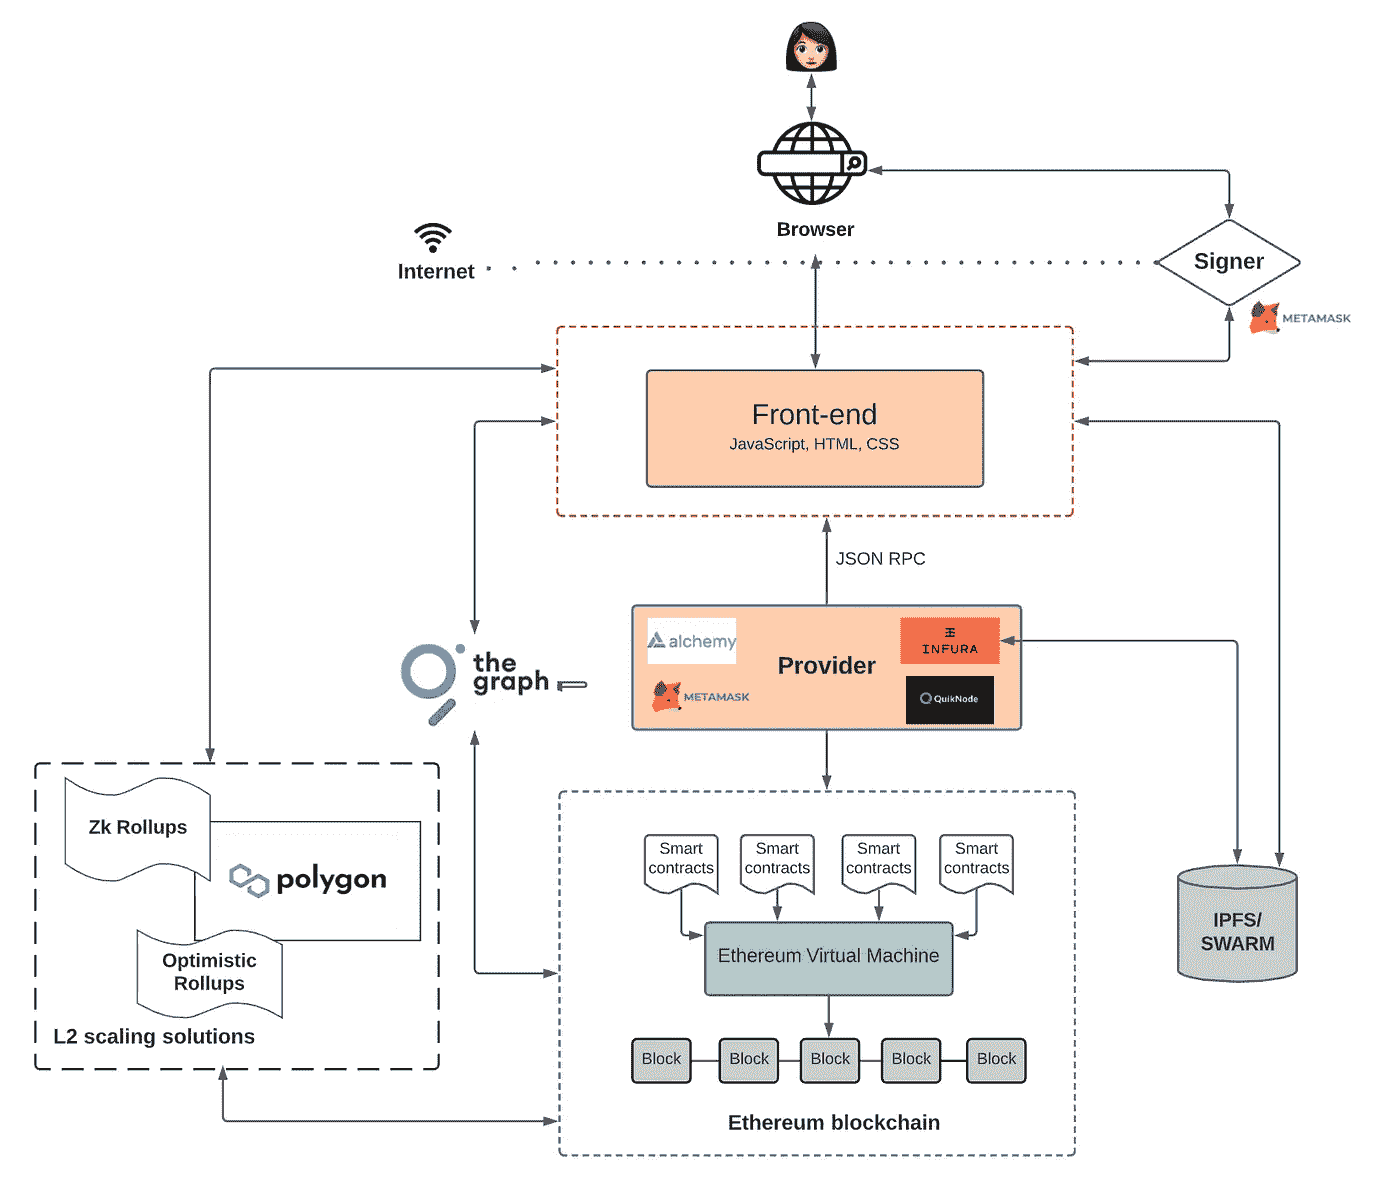 Browser
Internet
Signer
METAMASK
Front-end
JavaScript, HTML, CSS
JSON RPC
alchemy
INFURA
Provider
METAMASK
QuikNode
the
graph
Zk Rollups
polygon
Optimistic
Rollups
L2 scaling solutions
Smart
contracts
Smart
contracts
Smart
contracts
Smart
contracts
Ethereum Virtual Machine
Block
Block
Block
Block
Block
Ethereum blockchain
IPFS/
SWARM